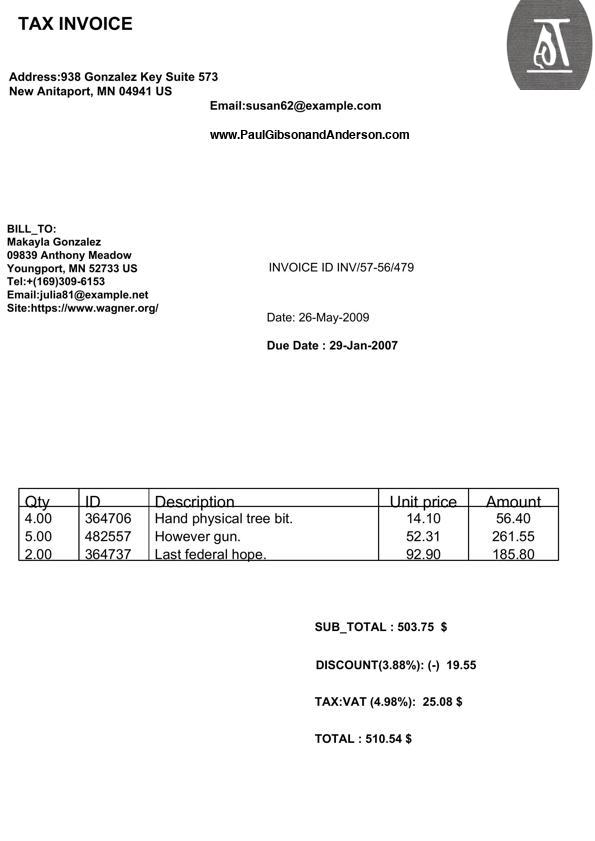 TAX INVOICE
Address:938 Gonzalez Key Suite 573
New Anitaport, MN 04941 US
Email:susan62@example.com
www.PaulGibsonandAnderson.com
BILL_TO:
Makayla Gonzalez
09839 Anthony Meadow
Youngport, MN 52733 US
Tel:+(169)309-6153
Email:julia81@example.net
Site:https://www.wagner.org/
INVOICE ID INV/57-56/479
Date: 26-May-2009
Due Date : 29-Jan-2007
Qty ID Description Unit price Amount
4.00 364706 Hand physical tree bit. 14.10 56.40
5.00 482557 However gun. 52.31 261.55
2.00 364737 Last federal hope. 92.90 185.80
SUB_TOTAL : 503.75 $
DISCOUNT(3.88%): (-) 19.55
TAX:VAT (4.98%): 25.08 $
TOTAL : 510.54 $